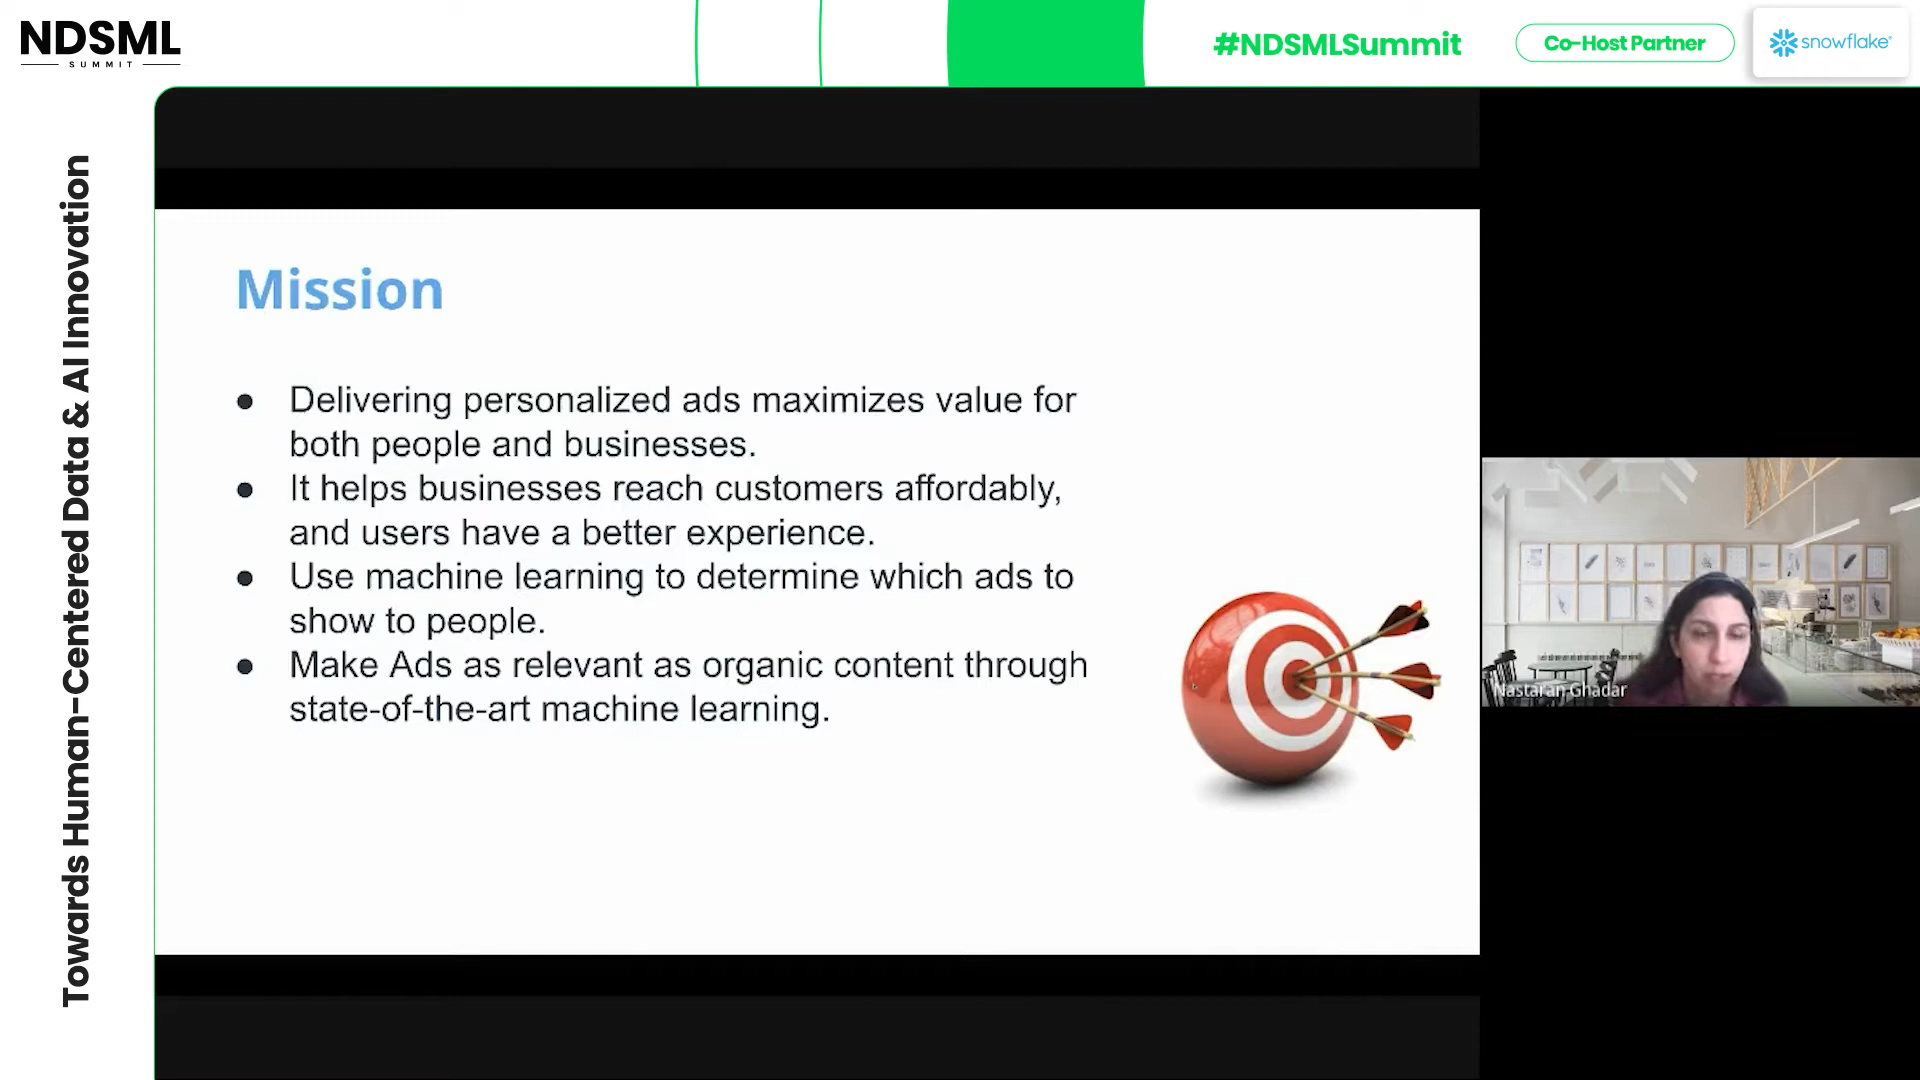 NDSML
SUMMIT
#NDSMLSummit
Co-Host Partner
snowflake®
Towards Human-Centered Data & AI Innovation
Mission
● Delivering personalized ads maximizes value for
both people and businesses.
● It helps businesses reach customers affordably,
and users have a better experience.
● Use machine learning to determine which ads to
show to people.
● Make Ads as relevant as organic content through
state-of-the-art machine learning.
Nastaran Ghadar